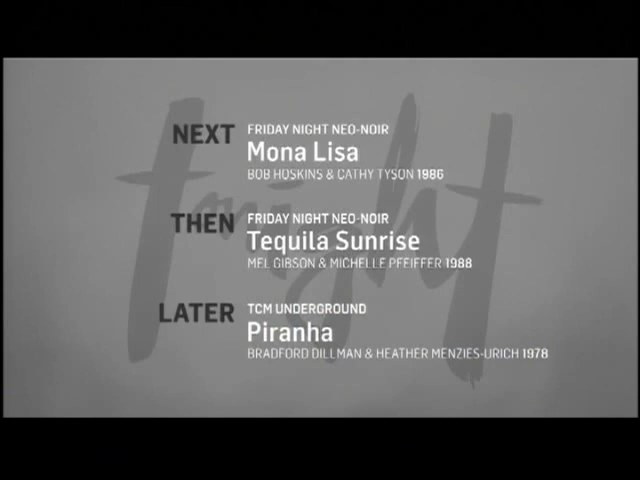 tonight
NEXT
FRIDAY NIGHT NEO-NOIR
Mona Lisa
BOB HOSKINS & CATHY TYSON 1986
THEN
FRIDAY NIGHT NEO-NOIR
Tequila Sunrise
MEL GIBSON & MICHELLE PFEIFFER 1988
LATER
TCM UNDERGROUND
Piranha
BRADFORD DILLMAN & HEATHER MENZIES-URICH 1978